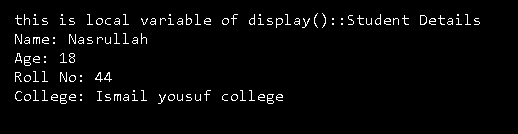 this is local variable of display()::Student Details
Name: Nasrullah
Age: 18
Roll No: 44
College: Ismail yousuf college